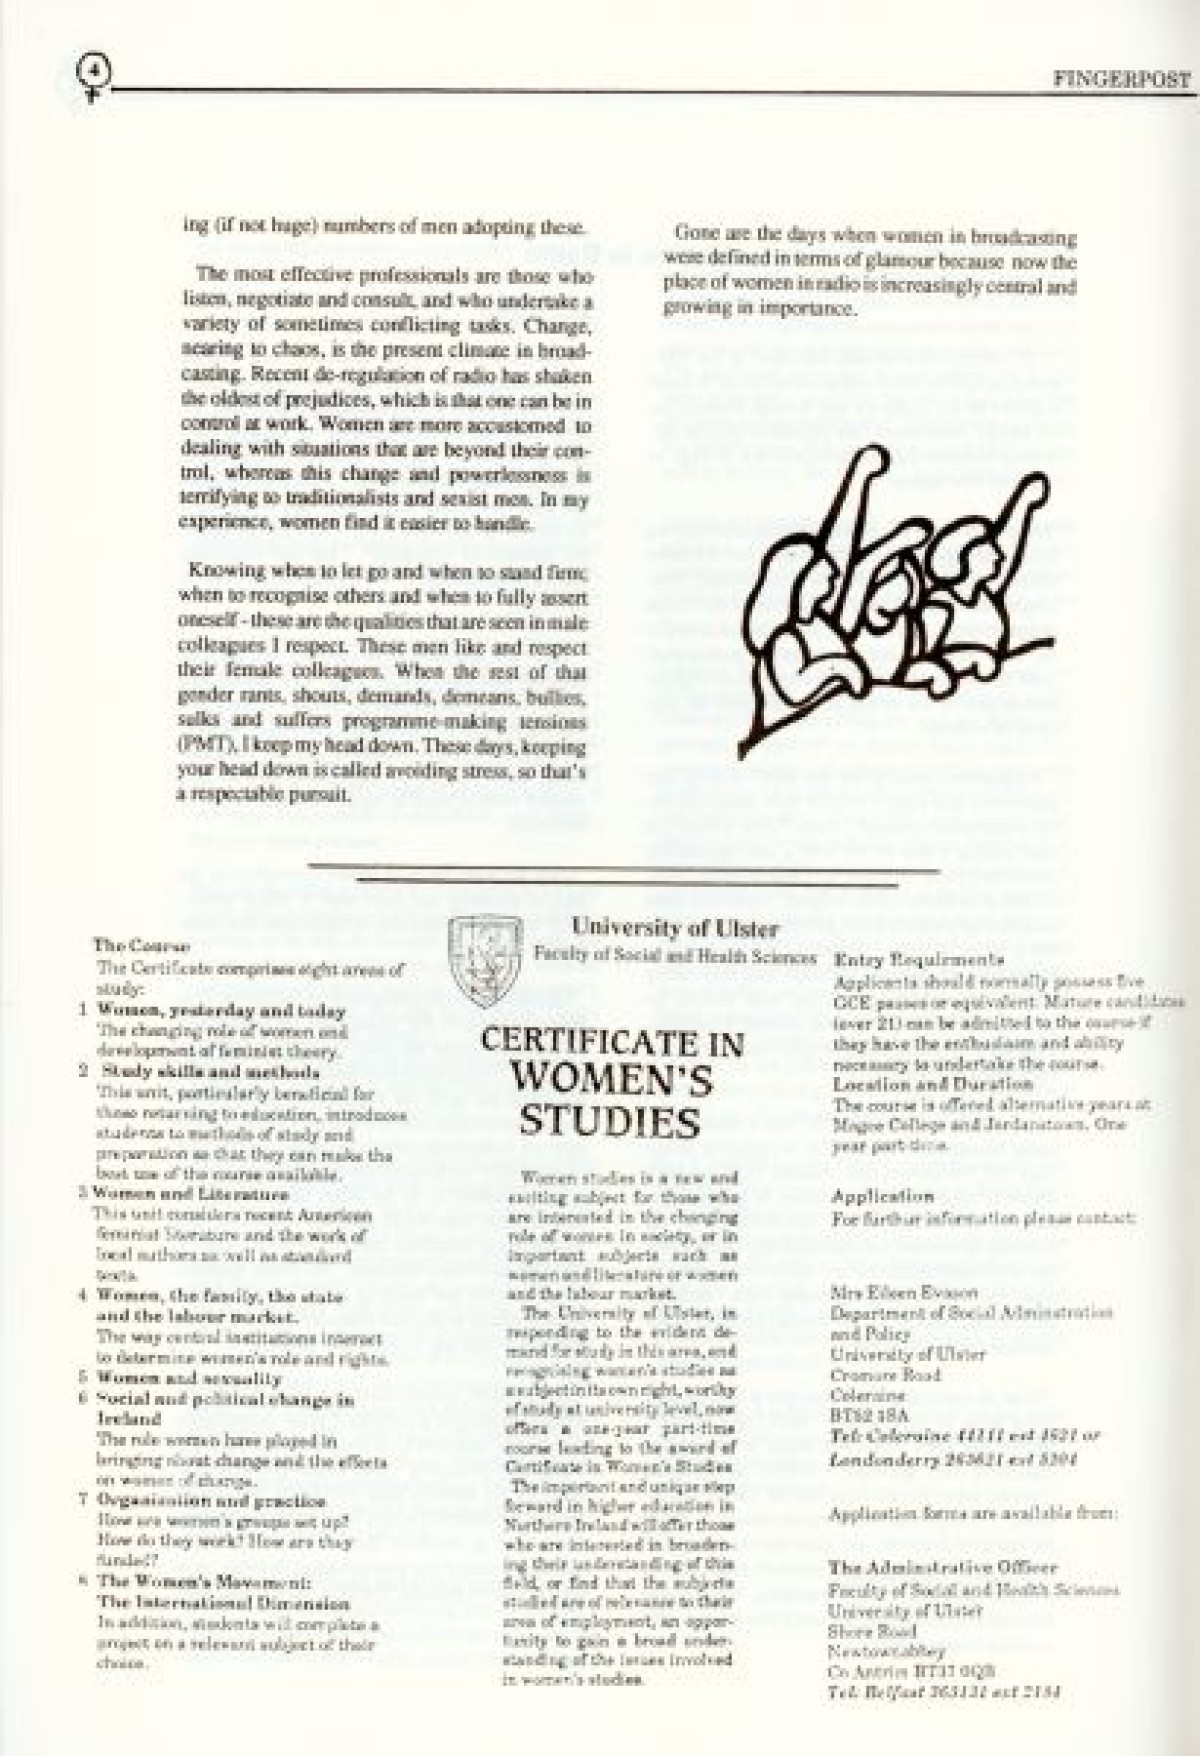 4
FINGERPOST
ing (if not huge) numbers of men adopting these.
The most effective professionals are those who
listen, negotiate and consult, and who undertake a
variety of sometimes conflicting tasks. Change,
nearing to chaos, is the present climate in broad-
casting. Recent de-regulation of radio has shaken
the oldest of prejudices, which is that one can be in
control at work. Women are more accustomed to
dealing with situations that are beyond their con-
trol, whereas this change and powerlessness is
terrifying to traditionalists and sexist men. In my
experience, women find it easier to handle.
Knowing when to let go and when to stand firm;
when to recognise others and when to fully assert
oneself - these are the qualities that are seen in male
colleagues I respect. These men like and respect
their female colleagues. When the rest of that
gender rants, shouts, demands, demeans, bullies,
sulks and suffers programme-making tensions
(PMT), I keep my head down. These days, keeping
your head down is called avoiding stress, so that's
a respectable pursuit.
Gone are the days when women in broadcasting
were defined in terms of glamour because now the
place of women in radio is increasingly central and
growing in importance.
The Course
The Certificate comprises eight areas of
study:
1 Women, yesterday and today
The changing role of women and
development of feminist theory.
2 Study skills and methods
This unit, particularly beneficial for
those returning to education, introduces
students to methods of study and
preparation so that they can make the
best use of the course available.
3 Women and Literature
This unit considers recent American
feminist literature and the work of
local authors as well as standard
texts.
4 Women, the family, the state
and the labour market.
The way central institutions interact
to determine women's role and rights.
5 Women and sexuality
6 Social and political change in
Ireland
The role women have played in
bringing about change and the effects
on women of change.
7 Organisation and practice
How are women's groups set up?
How do they work? How are they
funded?
8 The Women's Movement:
The International Dimension
In addition, students will complete a
project on a relevant subject of their
choice.
University of Ulster
Faculty of Social and Health Sciences
CERTIFICATE IN
WOMEN'S
STUDIES
Women studies is a new and
exciting subject for those who
are interested in the changing
role of women in society, or in
important subjects such as
women and literature or women
and the labour market.
The University of Ulster, in
responding to the evident de-
mand for study in this area, and
recognising women's studies as
a subject in its own right, worthy
of study at university level, now
offers a one-year part-time
course leading to the award of
Certificate in Women's Studies
The important and unique step
forward in higher education in
Northern Ireland will offer those
who are interested in broaden-
ing their understanding of this
field, or find that the subjects
studied are of relevance to their
area of employment, an oppor-
tunity to gain a broad under-
standing of the issues involved
in women's studies.
Entry Requirments
Applicants should normally possess five
GCE passes or equivalent. Mature candidates
(over 21) can be admitted to the course if
they have the enthusiasm and ability
necessary to undertake the course.
Location and Duration
The course is offered alternative years at
Magee College and Jordanstown. One
year part-time.
Application
For further information please contact:
Mrs Eileen Evason
Department of Social Adminstration
and Policy
University of Ulster
Cromore Road
Coleraine
BT52 1SA
Tel: Coleraine 44141 ext 4621 or
Londonderry 265621 ext 5304
Application forms are available from:
The Adminstrative Officer
Faculty of Social and Health Sciences
University of Ulster
Shore Road
Newtownabbey
Co Antrim BT37 0QB
Tel: Belfast 365131 ext 2184